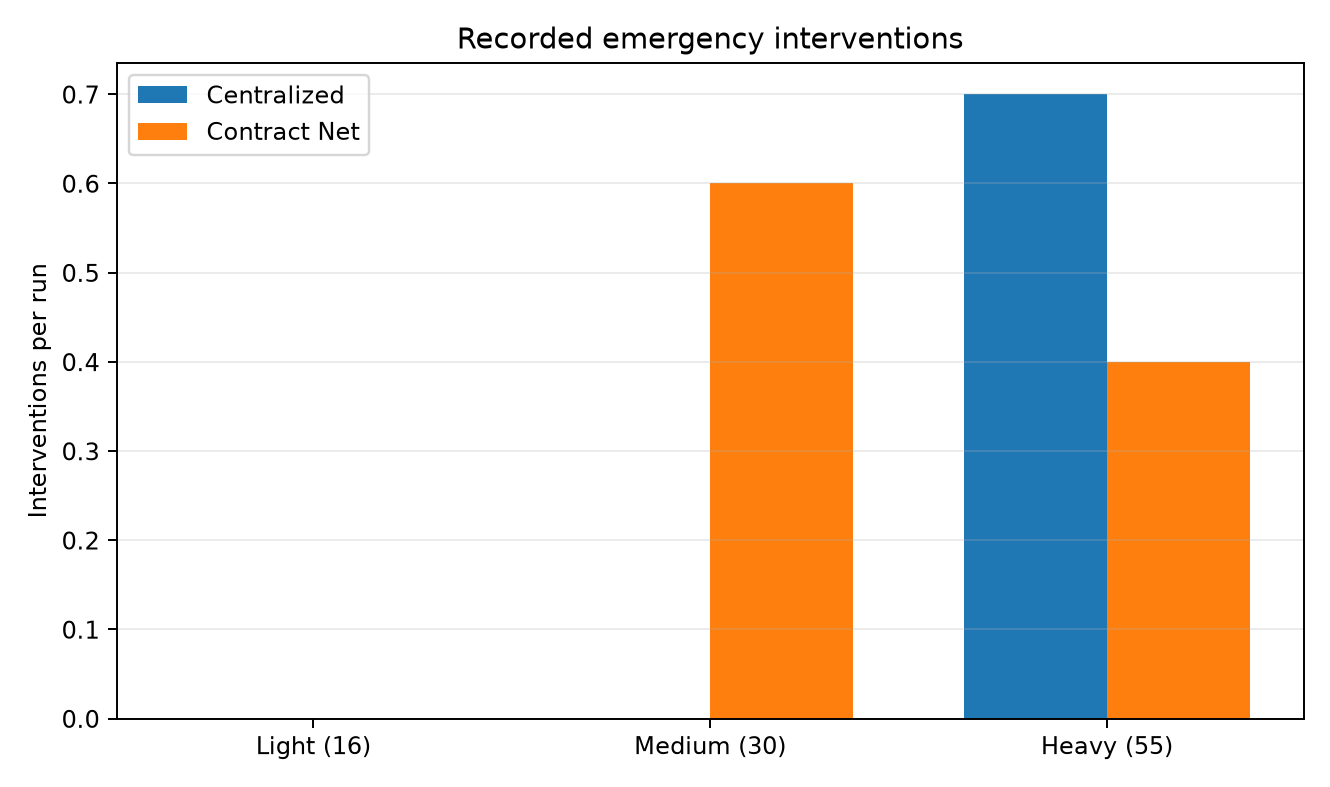 Recorded emergency interventions
Centralized
Contract Net
Interventions per run
0.7
0.6
0.5
0.4
0.3
0.2
0.1
0.0
Light (16)
Medium (30)
Heavy (55)